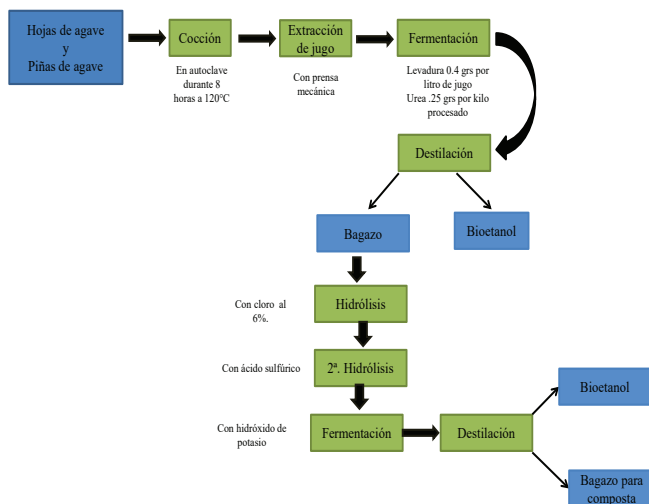 Hojas de agave
y
Piñas de agave
Cocción
En autoclave
durante 8
horas a 120°C
Extracción
de jugo
Con prensa
mecánica
Fermentación
Levadura 0.4 grs por
litro de jugo
Urea .25 grs por kilo
procesado
Destilación
Bagazo
Bioetanol
Con cloro al
6%.
Hidrólisis
Con ácido sulfúrico
2ª. Hidrólisis
Con hidróxido de
potasio
Fermentación
Destilación
Bioetanol
Bagazo para
composta